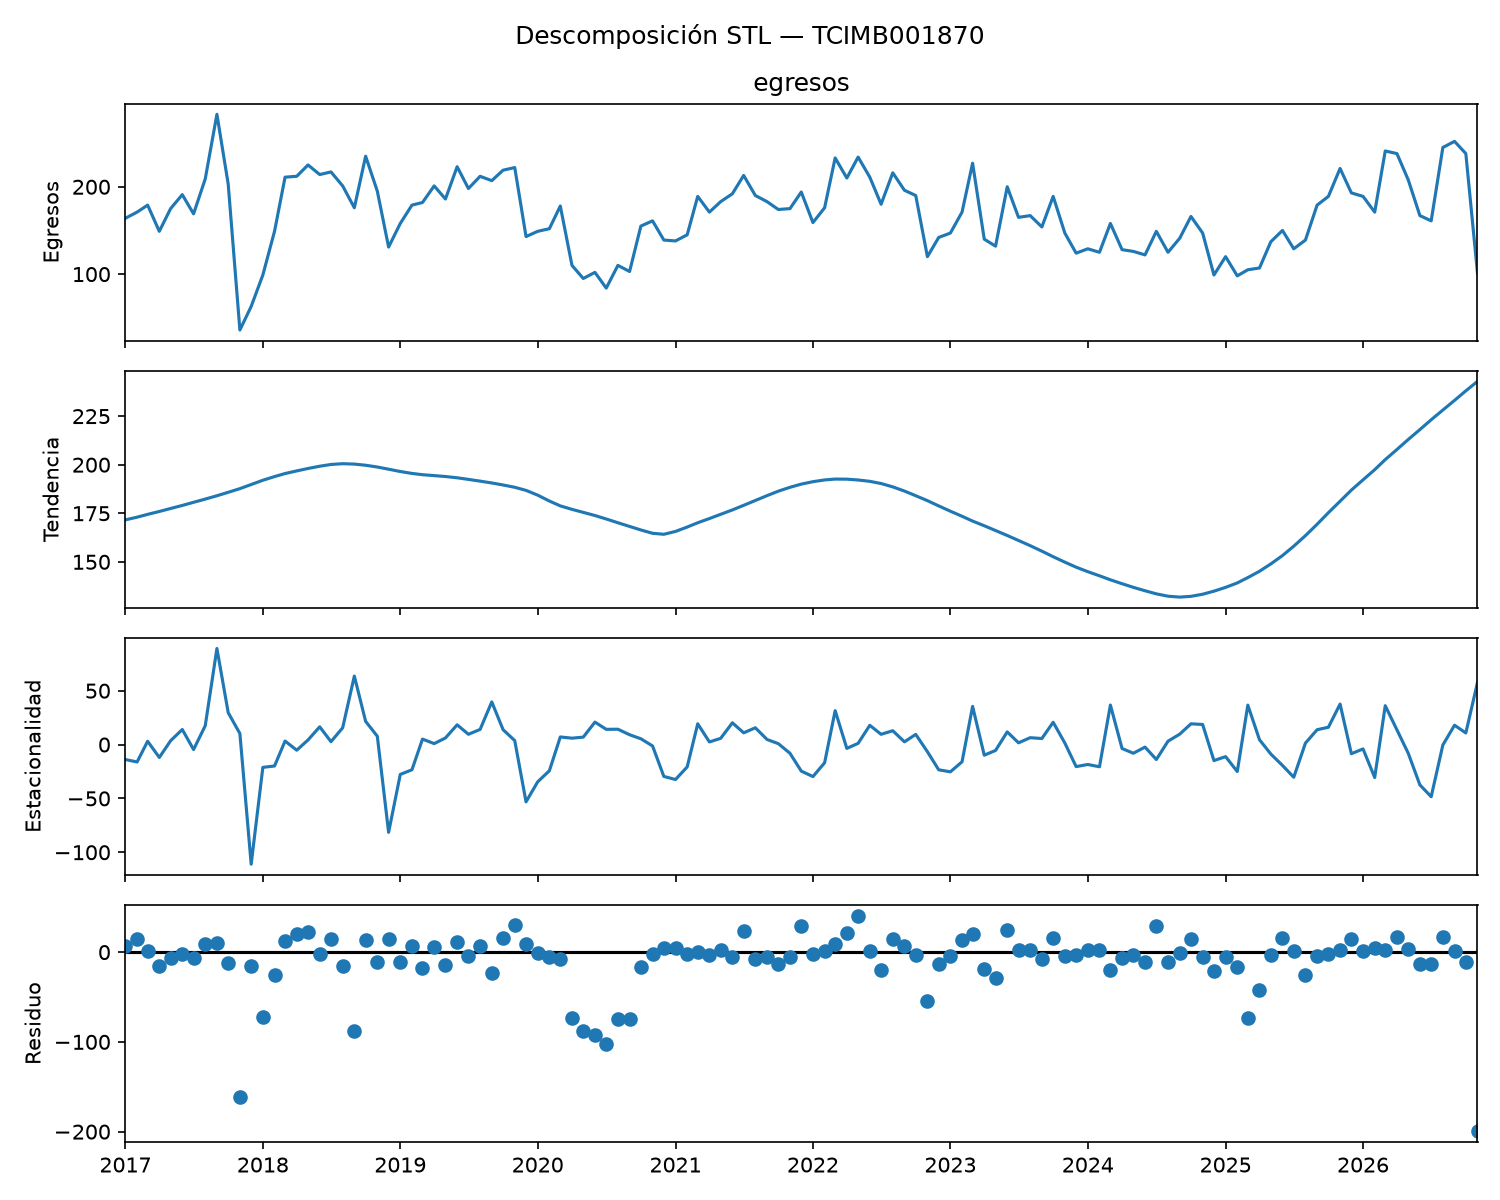 Descomposición STL — TCIMB001870
egresos
Egresos
200
100
Tendencia
225
200
175
150
Estacionalidad
50
0
−50
−100
Residuo
0
−100
−200
2017 2018 2019 2020 2021 2022 2023 2024 2025 2026